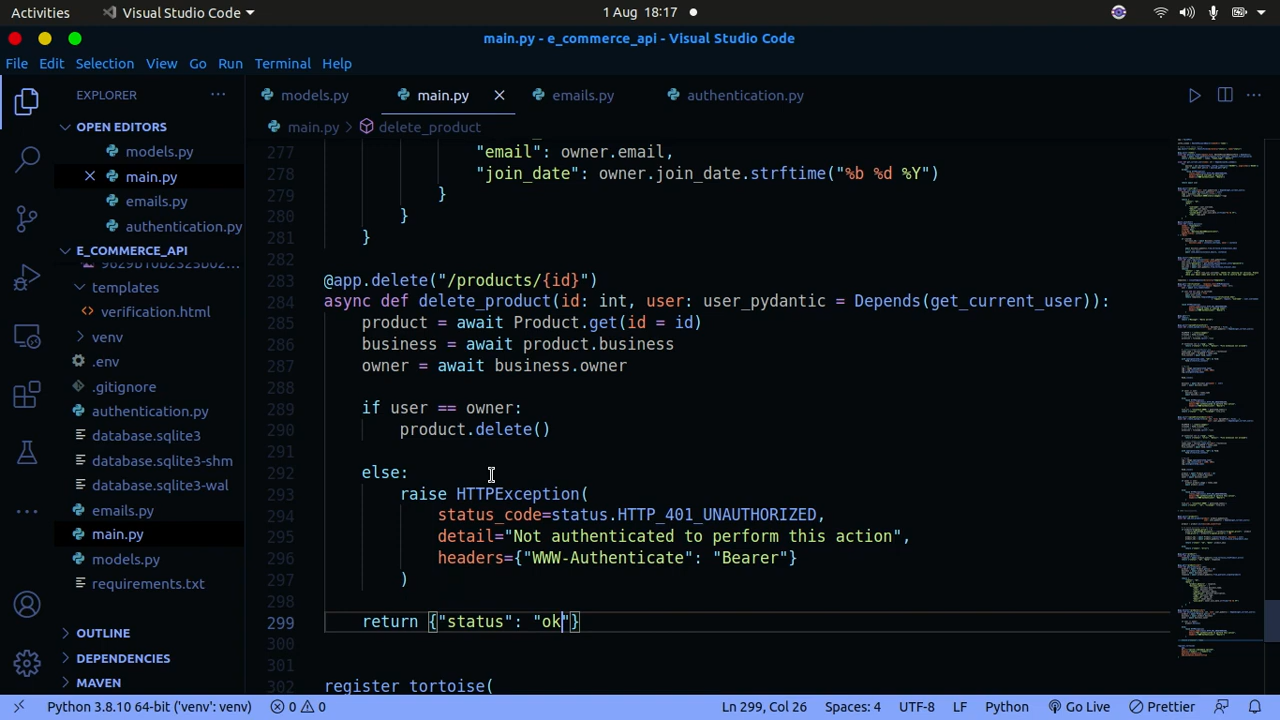 Activities
Visual Studio Code
1 Aug 18:17
main.py - e_commerce_api - Visual Studio Code
File Edit Selection View Go Run Terminal Help
EXPLORER
models.py
main.py
emails.py
authentication.py
OPEN EDITORS
models.py
main.py
emails.py
authentication.py
E_COMMERCE_API
templates
verification.html
venv
.env
.gitignore
authentication.py
database.sqlite3
database.sqlite3-shm
database.sqlite3-wal
emails.py
main.py
models.py
requirements.txt
OUTLINE
DEPENDENCIES
MAVEN
main.py > delete_product
277 "email": owner.email,
278 "join_date": owner.join_date.strftime("%b %d %Y")
279 }
280 }
281 }
282
283 @app.delete("/products/{id}")
284 async def delete_product(id: int, user: user_pyrantic = Depends(get_current_user)):
285 product = await Product.get(id = id)
286 business = await product.business
287 owner = await business.owner
288
289 if user == owner:
290 product.delete()
291
292 else:
293 raise HTTPException(
294 status_code=status.HTTP_401_UNAUTHORIZED,
295 detail="Not authenticated to perform this action",
296 headers={"WWW-Authenticate": "Bearer"}
297 )
298
299 return {"status": "ok"}
300
301
302 register_tortoise(
Python 3.8.10 64-bit ('venv': venv)
0 0
Ln 299, Col 26
Spaces: 4
UTF-8
LF
Python
Go Live
Prettier